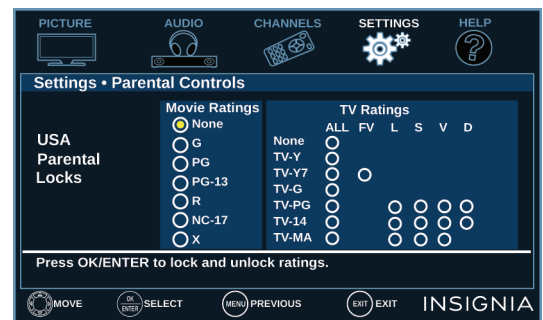 PICTURE AUDIO CHANNELS SETTINGS HELP
Settings • Parental Controls
Movie Ratings
None
G
PG
PG-13
R
NC-17
X
USA
Parental
Locks
TV Ratings
ALL FV L S V D
None
TV-Y
TV-Y7
TV-G
TV-PG
TV-14
TV-MA
Press OK/ENTER to lock and unlock ratings.
MOVE OK ENTER SELECT MENU PREVIOUS EXIT EXIT INSIGNIA